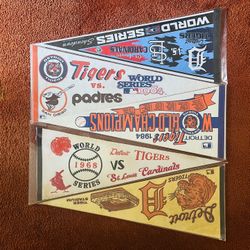 WORLD SERIES
CARDINALS
Tigers
VS.
WORLD
SERIES
padres
DETROIT
Tigers 1984
WORLD CHAMPIONS
WORLD
1968
SERIES
Detroit TIGERS
VS
St. Louis Cardinals
Detroit
TIGERS